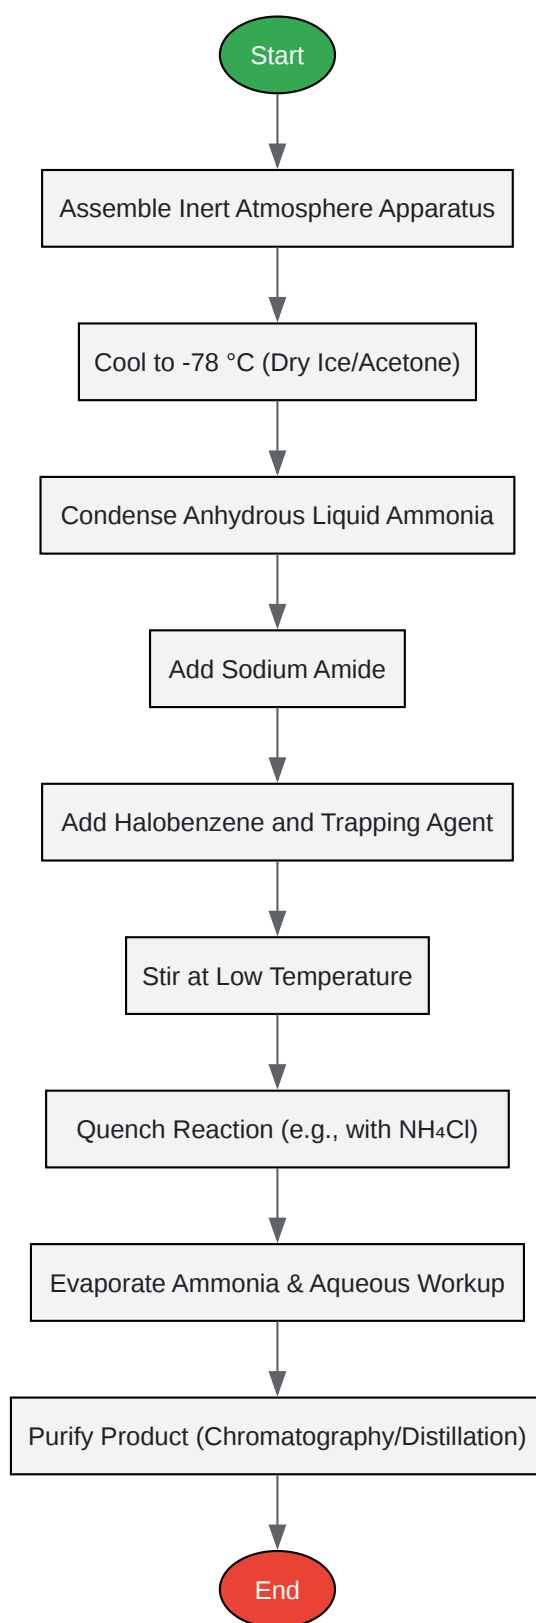 Start
Assemble Inert Atmosphere Apparatus
Cool to -78 °C (Dry Ice/Acetone)
Condense Anhydrous Liquid Ammonia
Add Sodium Amide
Add Halobenzene and Trapping Agent
Stir at Low Temperature
Quench Reaction (e.g., with NH₄Cl)
Evaporate Ammonia & Aqueous Workup
Purify Product (Chromatography/Distillation)
End